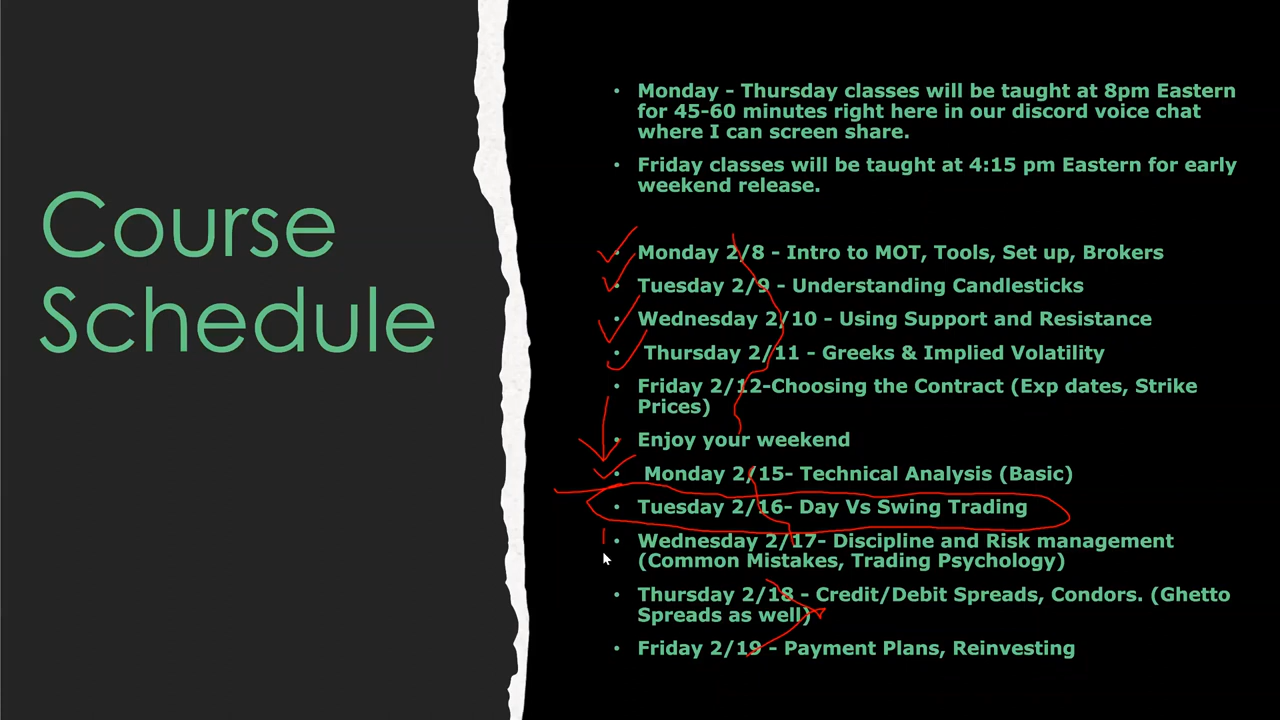 Course
Schedule
• Monday - Thursday classes will be taught at 8pm Eastern
for 45-60 minutes right here in our discord voice chat
where I can screen share.
• Friday classes will be taught at 4:15 pm Eastern for early
weekend release.
• Monday 2/8 - Intro to MOT, Tools, Set up, Brokers
• Tuesday 2/9 - Understanding Candlesticks
• Wednesday 2/10 - Using Support and Resistance
• Thursday 2/11 - Greeks & Implied Volatility
• Friday 2/12-Choosing the Contract (Exp dates, Strike
Prices)
• Enjoy your weekend
• Monday 2/15- Technical Analysis (Basic)
• Tuesday 2/16- Day Vs Swing Trading
• Wednesday 2/17- Discipline and Risk management
(Common Mistakes, Trading Psychology)
• Thursday 2/18 - Credit/Debit Spreads, Condors. (Ghetto
Spreads as well)
• Friday 2/19 - Payment Plans, Reinvesting